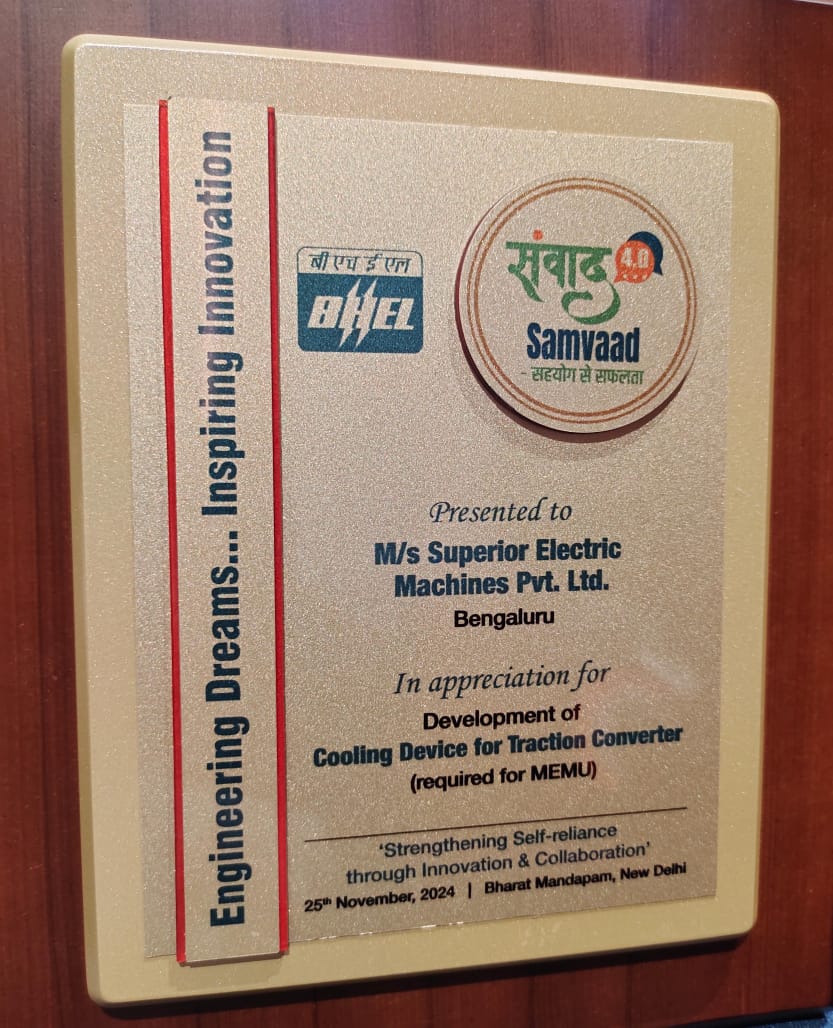 Engineering Dreams... Inspiring Innovation
बी एच ई एल
BHEL
संवाद 4.0
Samvaad
- सहयोग से सफलता
Presented to
M/s Superior Electric
Machines Pvt. Ltd.
Bengaluru
In appreciation for
Development of
Cooling Device for Traction Converter
(required for MEMU)
'Strengthening Self-reliance
through Innovation & Collaboration'
25th November, 2024 | Bharat Mandapam, New Delhi